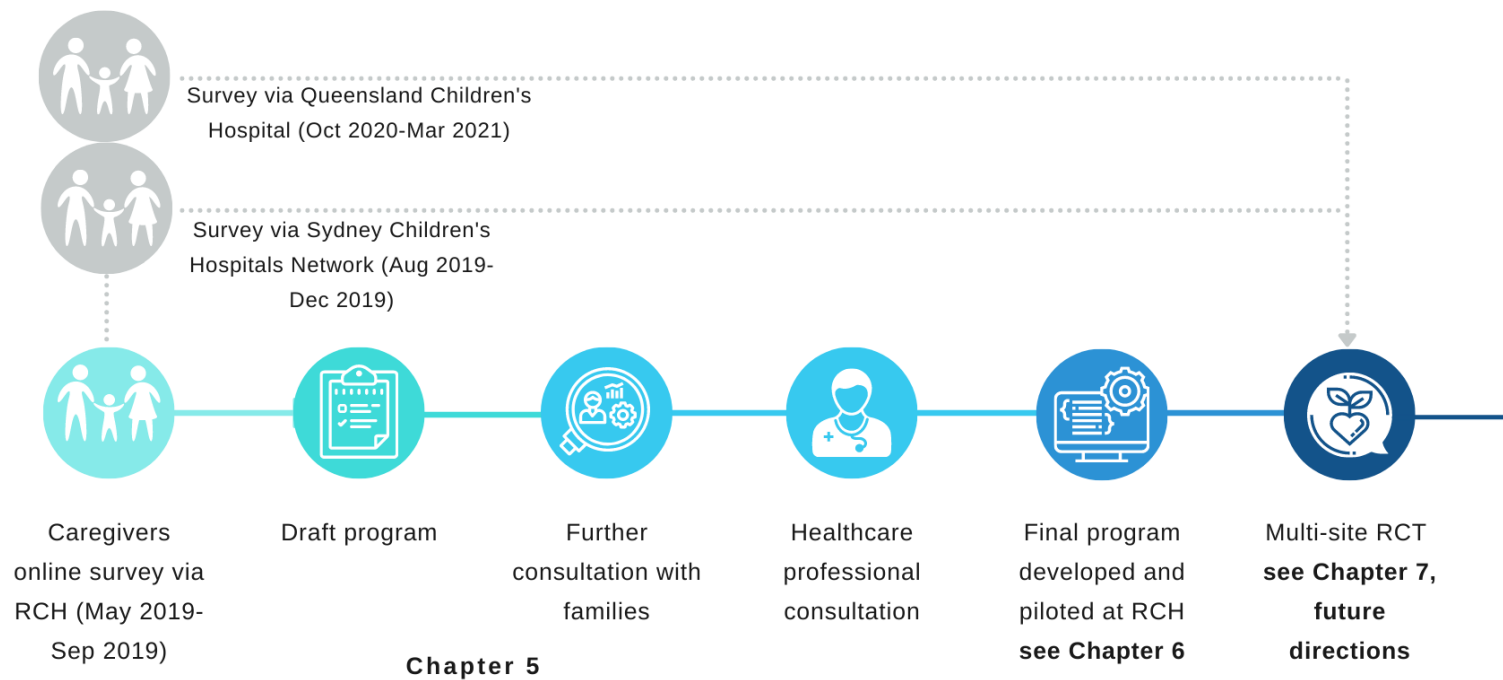 Survey via Queensland Children's
Hospital (Oct 2020-Mar 2021)
Survey via Sydney Children's
Hospitals Network (Aug 2019-
Dec 2019)
Caregivers
online survey via
RCH (May 2019-
Sep 2019)
Draft program
Further
consultation with
families
Healthcare
professional
consultation
Final program
developed and
piloted at RCH
see Chapter 6
Multi-site RCT
see Chapter 7,
future
directions
Chapter 5